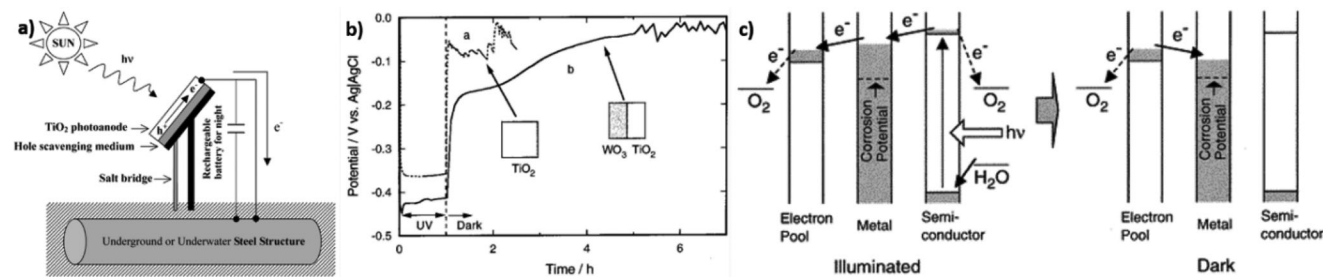 a)
SUN
hν
e-
h+
TiO2 photoanode
Hole scavenging medium
Salt bridge
Rechargeable
battery for night
e-
Underground or Underwater Steel Structure
b)
Potential / V vs. Ag|AgCl
0.0
-0.1
-0.2
-0.3
-0.4
-0.5
a
b
TiO2
WO3 TiO2
UV
Dark
0 2 4 6
Time / h
c)
e- e- e- e-
O2
Corrosion
Potential
O2
hν
H2O
Electron
Pool
Metal
Semi-
conductor
Illuminated
e- e-
O2
Corrosion
Potential
Electron
Pool
Metal
Semi-
conductor
Dark